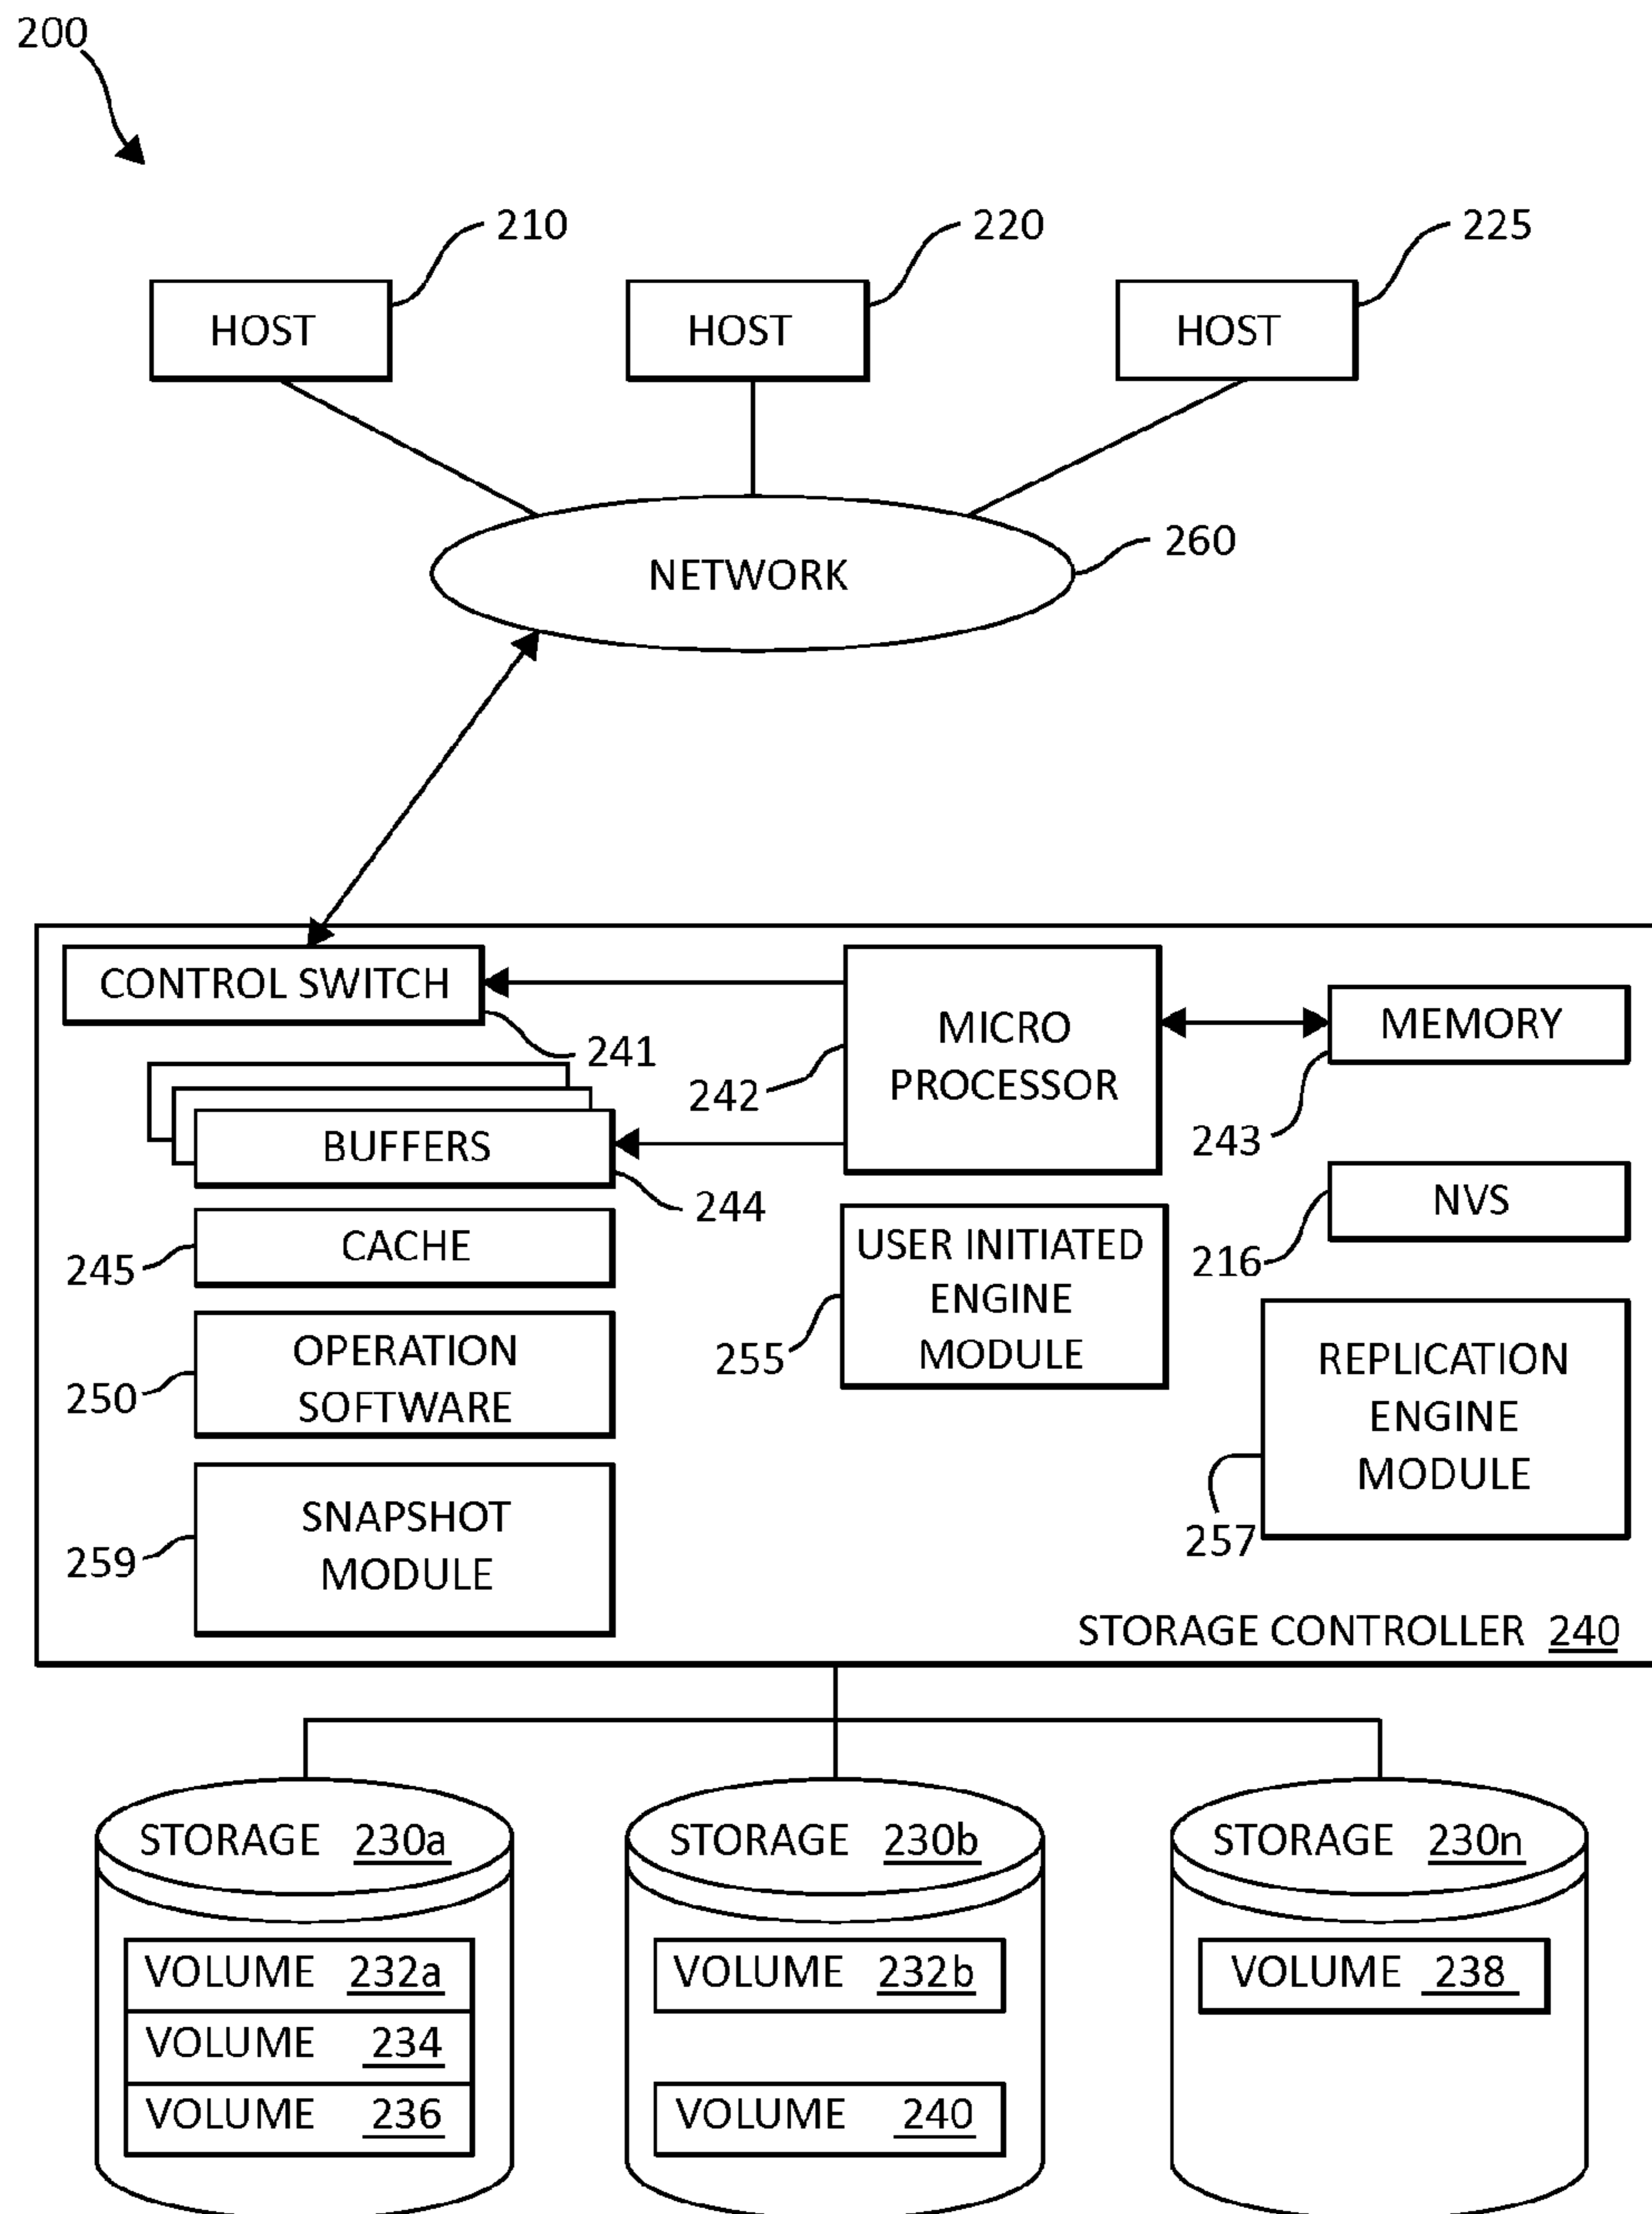 200
210
220
225
HOST
HOST
HOST
260
NETWORK
CONTROL SWITCH
241
MICRO
PROCESSOR
242
MEMORY
243
BUFFERS
244
NVS
216
CACHE
245
USER INITIATED
ENGINE
MODULE
255
OPERATION
SOFTWARE
250
REPLICATION
ENGINE
MODULE
257
SNAPSHOT
MODULE
259
STORAGE CONTROLLER 240
STORAGE 230a
STORAGE 230b
STORAGE 230n
VOLUME 232a
VOLUME 234
VOLUME 236
VOLUME 232b
VOLUME 240
VOLUME 238